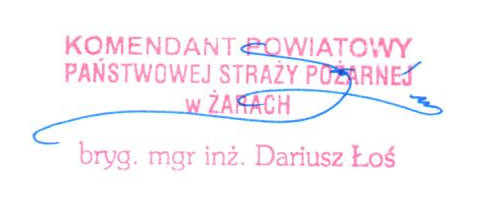 KOMENDANT POWIATOWY
PAŃSTWOWEJ STRAŻY POŻARNEJ
w ŻARACH
bryg. mgr inż. Dariusz Łoś